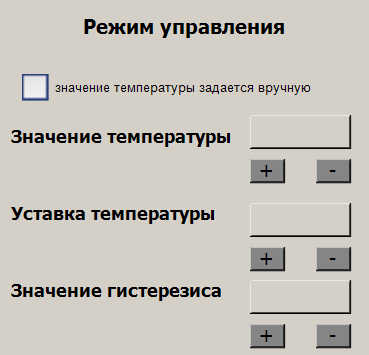 Режим управления
значение температуры задается вручную
Значение температуры
+ -
Уставка температуры
+ -
Значение гистерезиса
+ -